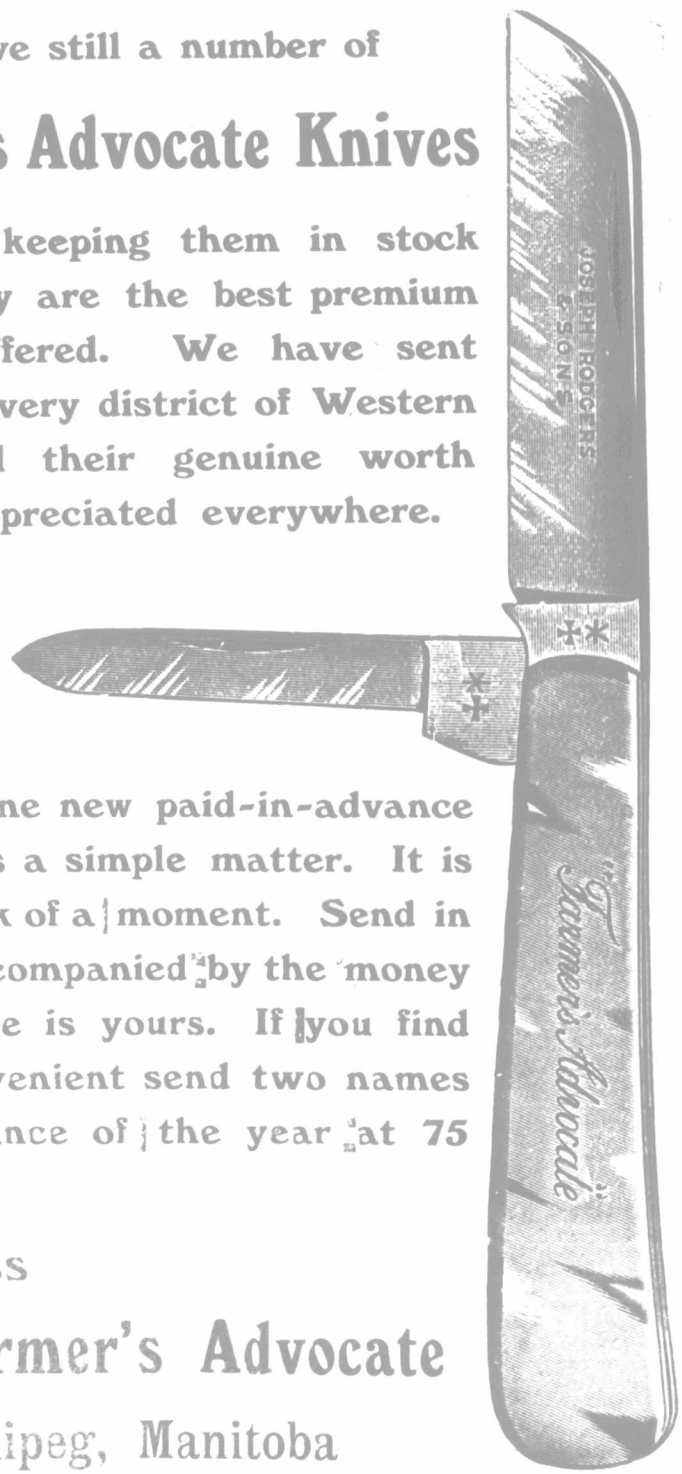 ve still a number of
s Advocate Knives
keeping them in stock
y are the best premium
ffered. We have sent
very district of Western
d their genuine worth
preciated everywhere.
JOSEPH RODGERS
& SONS
ne new paid-in-advance
s a simple matter. It is
k of a moment. Send in
companied by the money
e is yours. If you find
venient send two names
nce of the year at 75
"Farmer's Advocate"
ss
rmer's Advocate
ipeg, Manitoba